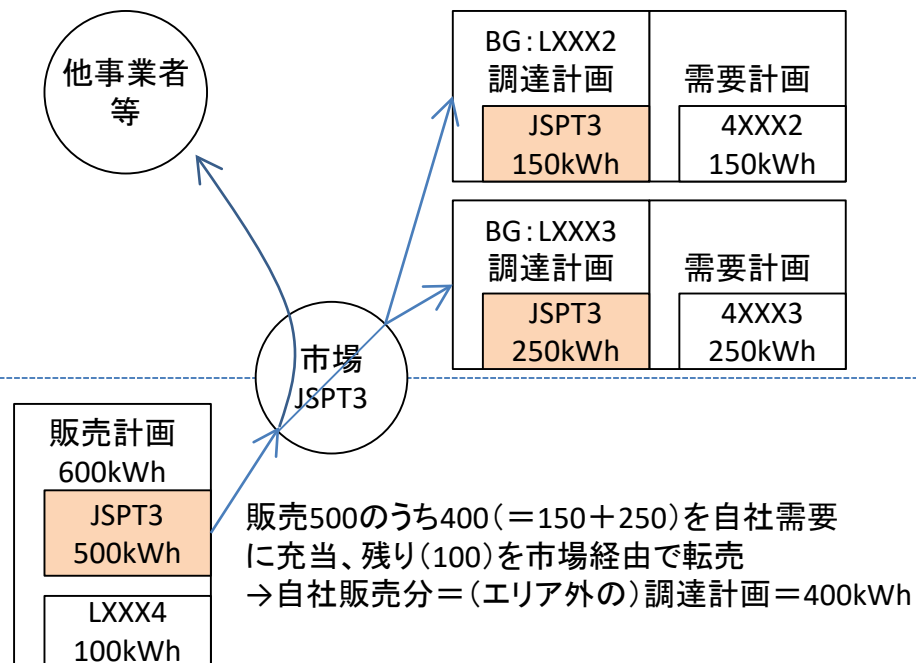 他事業者
等
BG:LXXX2
調達計画
需要計画
JSPT3
150kWh
4XXX2
150kWh
BG:LXXX3
調達計画
需要計画
JSPT3
250kWh
4XXX3
250kWh
市場
JSPT3
販売計画
600kWh
JSPT3
500kWh
LXXX4
100kWh
販売500のうち400(=150+250)を自社需要
に充当、残り(100)を市場経由で転売
→自社販売分=(エリア外の)調達計画=400kWh